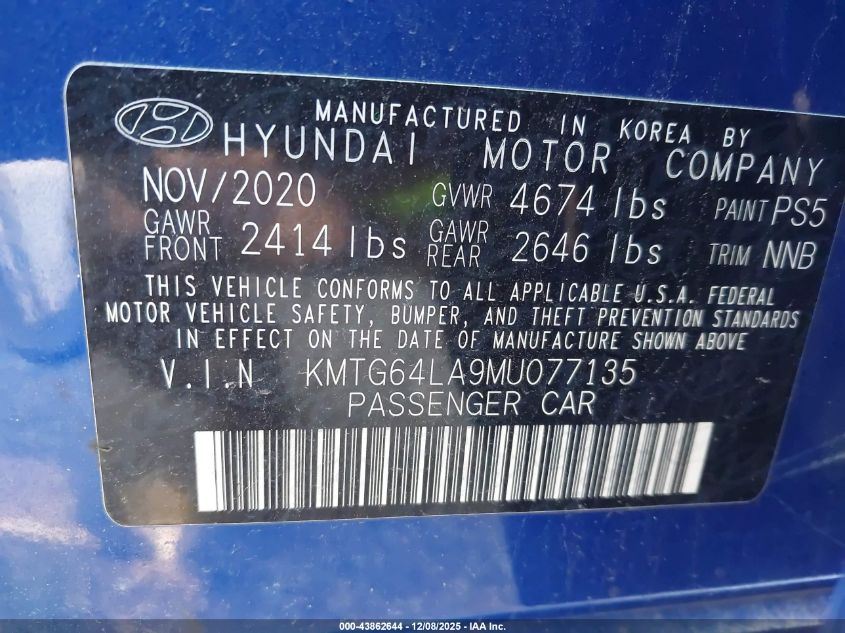 MANUFACTURED IN KOREA BY
HYUNDAI MOTOR COMPANY
NOV/2020 GVWR 4674 lbs PAINT PS5
GAWR FRONT 2414 lbs GAWR REAR 2646 lbs TRIM NNB
THIS VEHICLE CONFORMS TO ALL APPLICABLE U.S.A. FEDERAL
MOTOR VEHICLE SAFETY, BUMPER, AND THEFT PREVENTION STANDARDS
IN EFFECT ON THE DATE OF MANUFACTURE SHOWN ABOVE
V.I.N KMTG64LA9MU077135
PASSENGER CAR
000-43862644 - 12/08/2025 - IAA Inc.